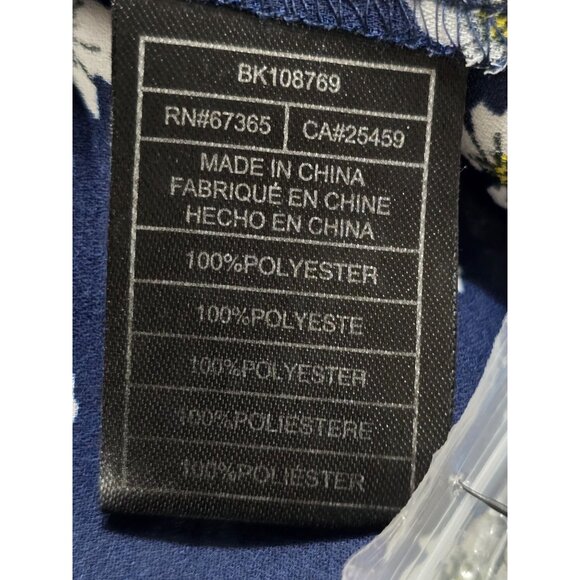 BK108769
RN#67365 CA#25459
MADE IN CHINA
FABRIQUÉ EN CHINE
HECHO EN CHINA
100%POLYESTER
100%POLYESTE
100%POLYESTER
100%POLIESTERE
100%POLIÉSTER